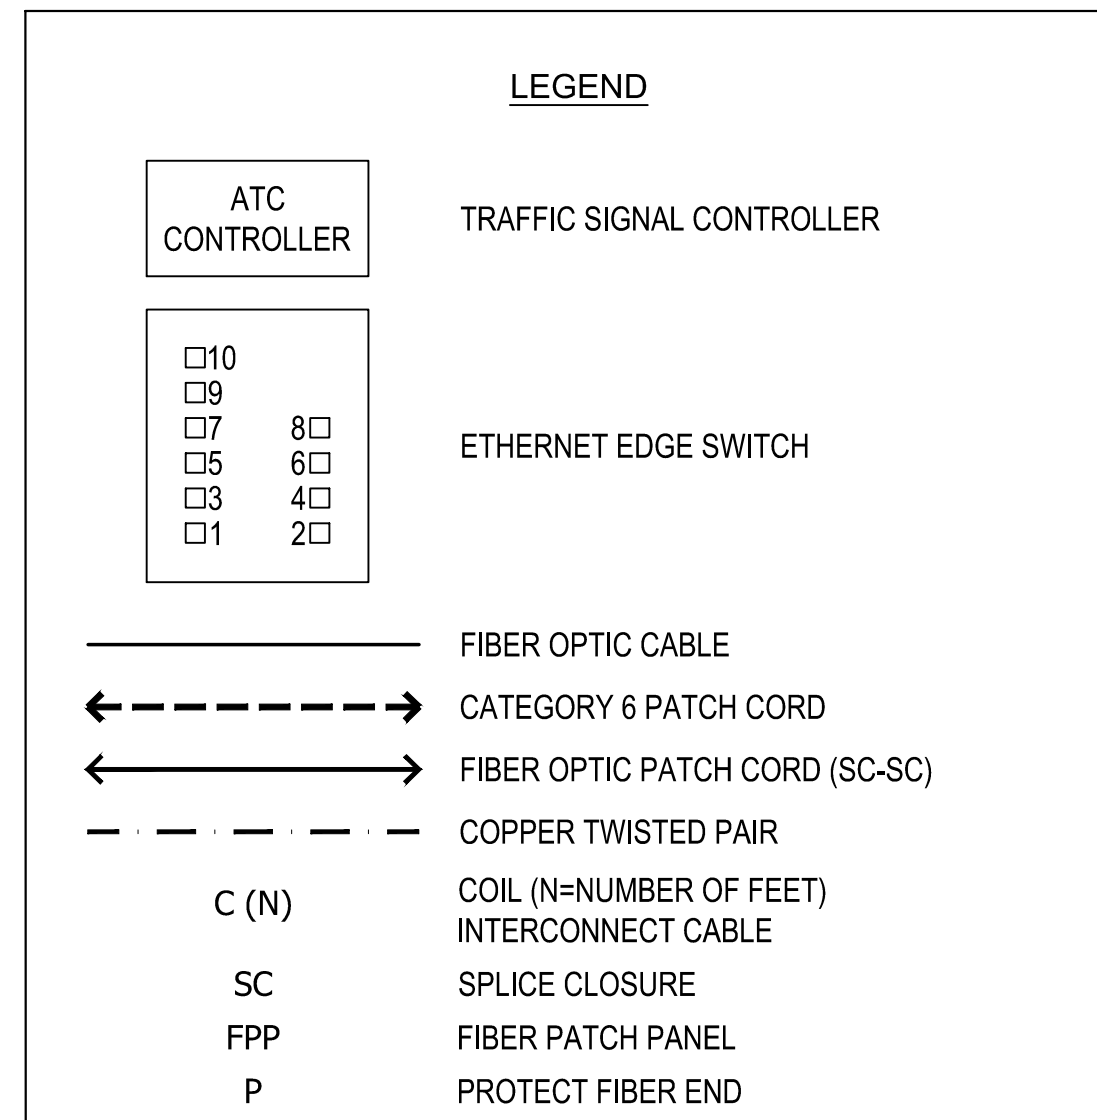 LEGEND
ATC
CONTROLLER
TRAFFIC SIGNAL CONTROLLER
10
9
7 8
5 6
3 4
1 2
ETHERNET EDGE SWITCH
FIBER OPTIC CABLE
CATEGORY 6 PATCH CORD
FIBER OPTIC PATCH CORD (SC-SC)
COPPER TWISTED PAIR
C (N)
COIL (N=NUMBER OF FEET)
INTERCONNECT CABLE
SC SPLICE CLOSURE
FPP FIBER PATCH PANEL
P PROTECT FIBER END